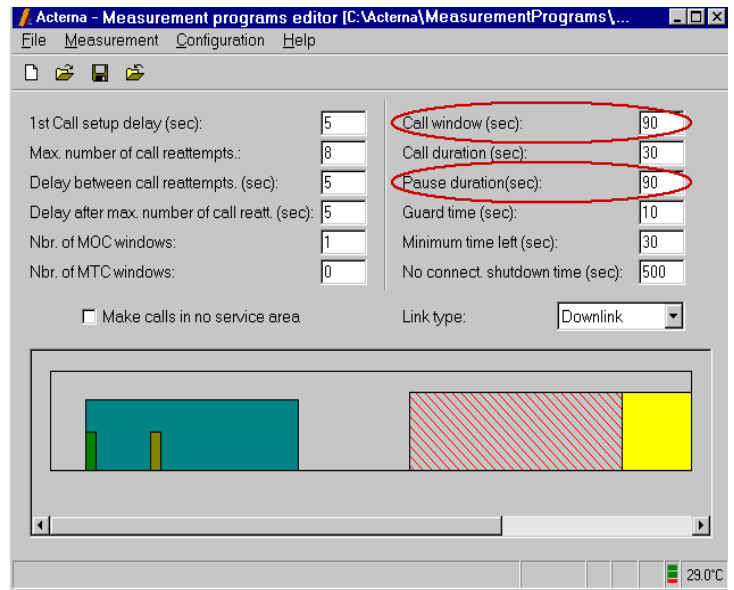 Acterna - Measurement programs editor [C:\Acterna\MeasurementPrograms\...
File Measurement Configuration Help
1st Call setup delay (sec): 5
Max. number of call reattempts.: 8
Delay between call reattempts. (sec): 5
Delay after max. number of call reatt. (sec): 5
Nbr. of MOC windows: 1
Nbr. of MTC windows: 0
Make calls in no service area
Call window (sec): 90
Call duration (sec): 30
Pause duration(sec): 90
Guard time (sec): 10
Minimum time left (sec): 30
No connect. shutdown time (sec): 500
Link type: Downlink
29.0°C